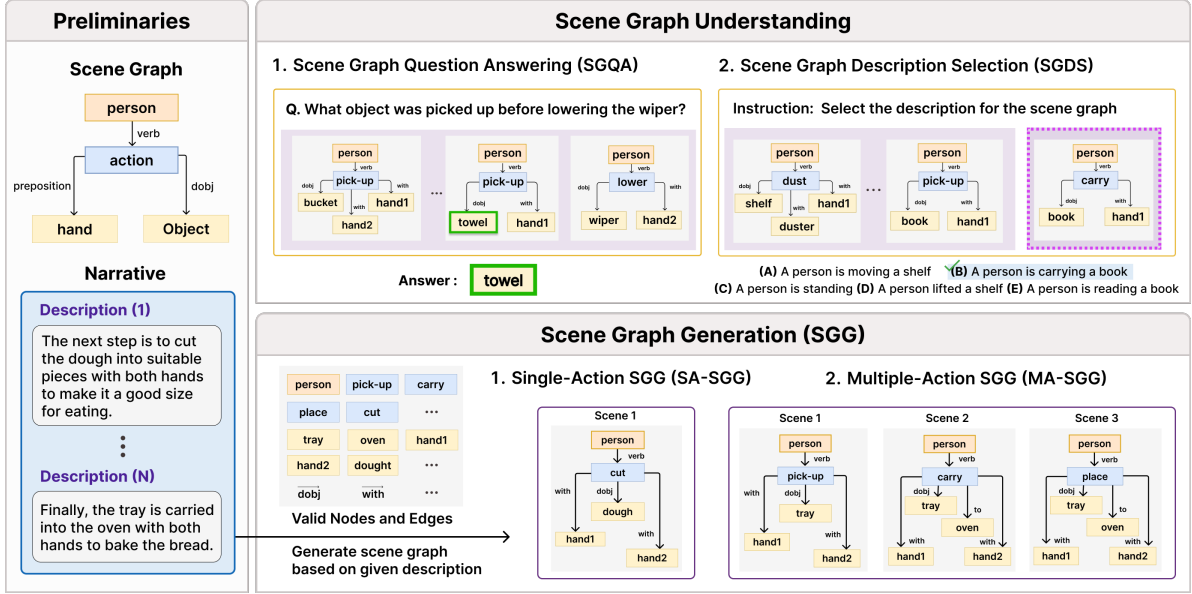 Preliminaries
Scene Graph
person
verb
action
preposition
dobj
hand
Object
Narrative
Description (1)
The next step is to cut
the dough into suitable
pieces with both hands
to make it a good size
for eating.
Description (N)
Finally, the tray is carried
into the oven with both
hands to bake the bread.
Scene Graph Understanding
1. Scene Graph Question Answering (SGQA)
Q. What object was picked up before lowering the wiper?
person
verb
pick-up
dobj
with
bucket
hand1
with
hand2
...
person
verb
pick-up
dobj
with
towel
hand1
person
verb
lower
dobj
with
wiper
hand2
Answer :
towel
2. Scene Graph Description Selection (SGDS)
Instruction: Select the description for the scene graph
person
verb
dust
dobj
with
shelf
hand1
with
duster
...
person
verb
pick-up
dobj
with
book
hand1
person
verb
carry
dobj
with
book
hand1
(A) A person is moving a shelf (B) A person is carrying a book
(C) A person is standing (D) A person lifted a shelf (E) A person is reading a book
Scene Graph Generation (SGG)
person pick-up carry
place cut ...
tray oven hand1
hand2 dought ...
dobj with ...
Valid Nodes and Edges
Generate scene graph
based on given description
1. Single-Action SGG (SA-SGG)
Scene 1
person
verb
cut
with
dobj
dough
hand1
with
hand2
2. Multiple-Action SGG (MA-SGG)
Scene 1
person
verb
pick-up
with
dobj
tray
hand1
with
hand2
Scene 2
person
verb
carry
dobj
tray
to
oven
with
with
hand1
hand2
Scene 3
person
verb
place
dobj
tray
to
oven
with
with
hand1
hand2